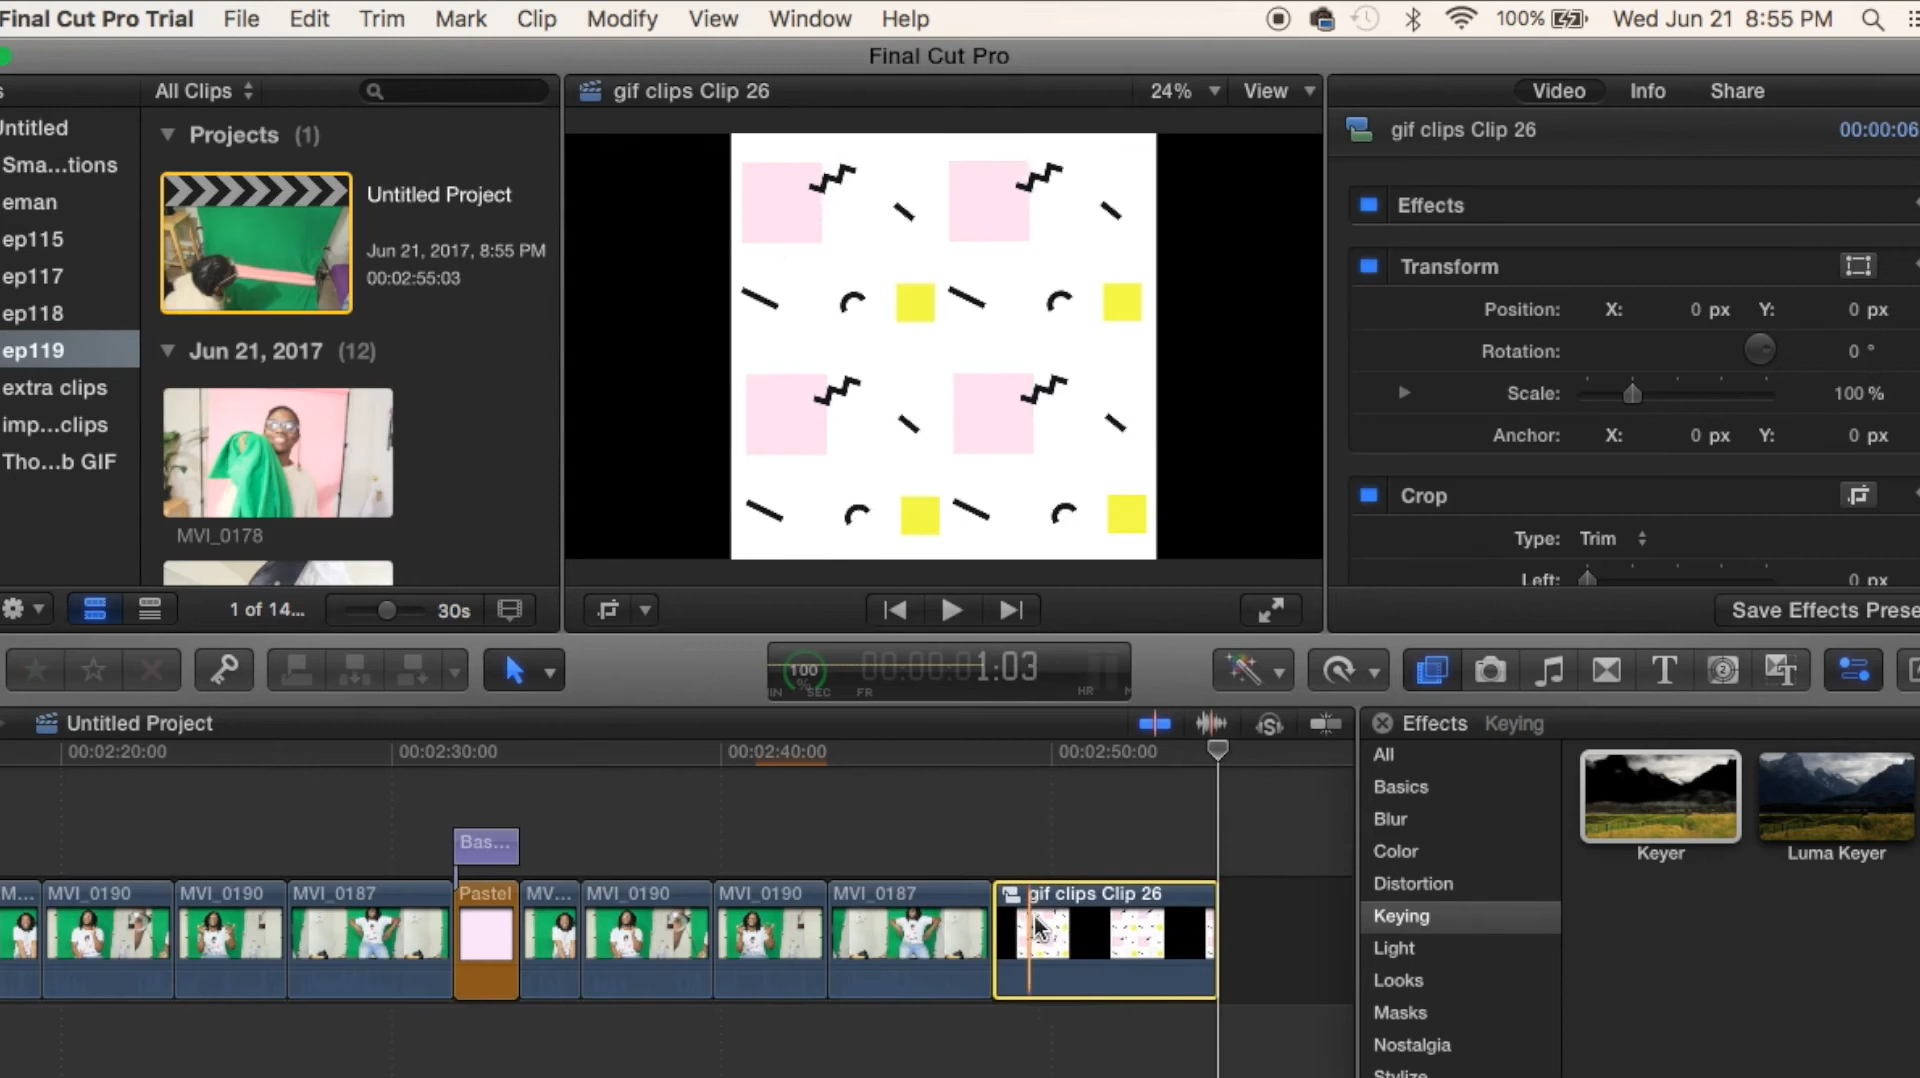 Final Cut Pro Trial File Edit Trim Mark Clip Modify View Window Help 100% Wed Jun 21 8:55 PM
Final Cut Pro
All Clips
Projects (1)
Untitled Project
Jun 21, 2017, 8:55 PM
00:02:55:03
Jun 21, 2017 (12)
MVI_0178
Untitled
Sma...tions
eman
ep115
ep117
ep118
ep119
extra clips
imp...clips
Tho...b GIF
1 of 14... 30s
gif clips Clip 26 24% View
Video Info Share
gif clips Clip 26 00:00:06
Effects
Transform
Position: X: 0 px Y: 0 px
Rotation: 0 °
Scale: 100 %
Anchor: X: 0 px Y: 0 px
Crop
Type: Trim
Left: 0 px
Save Effects Prese
100 % 00:00:01:03
IN SEC FR HR M
Untitled Project
00:02:20:00 00:02:30:00 00:02:40:00 00:02:50:00
Bas...
M... MVI_0190 MVI_0190 MVI_0187 Pastel MV... MVI_0190 MVI_0190 MVI_0187 gif clips Clip 26
Effects Keying
All
Basics
Blur
Color
Distortion
Keying
Light
Looks
Masks
Nostalgia
Stylize
Keyer Luma Keyer